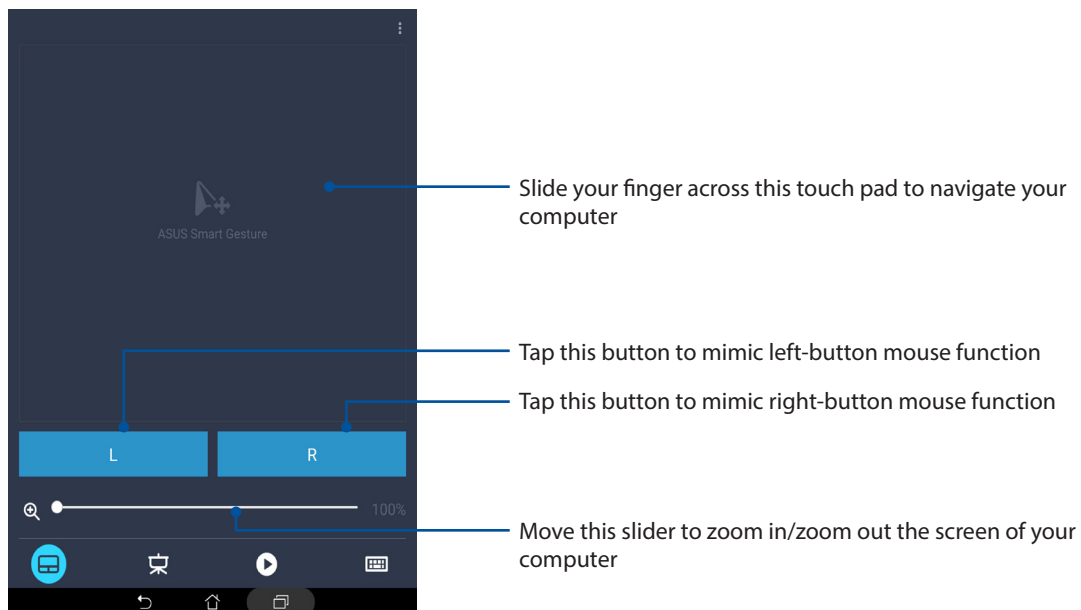 Slide your finger across this touch pad to navigate your
computer
ASUS Smart Gesture
Tap this button to mimic left-button mouse function
Tap this button to mimic right-button mouse function
L
R
100%
Move this slider to zoom in/zoom out the screen of your
computer